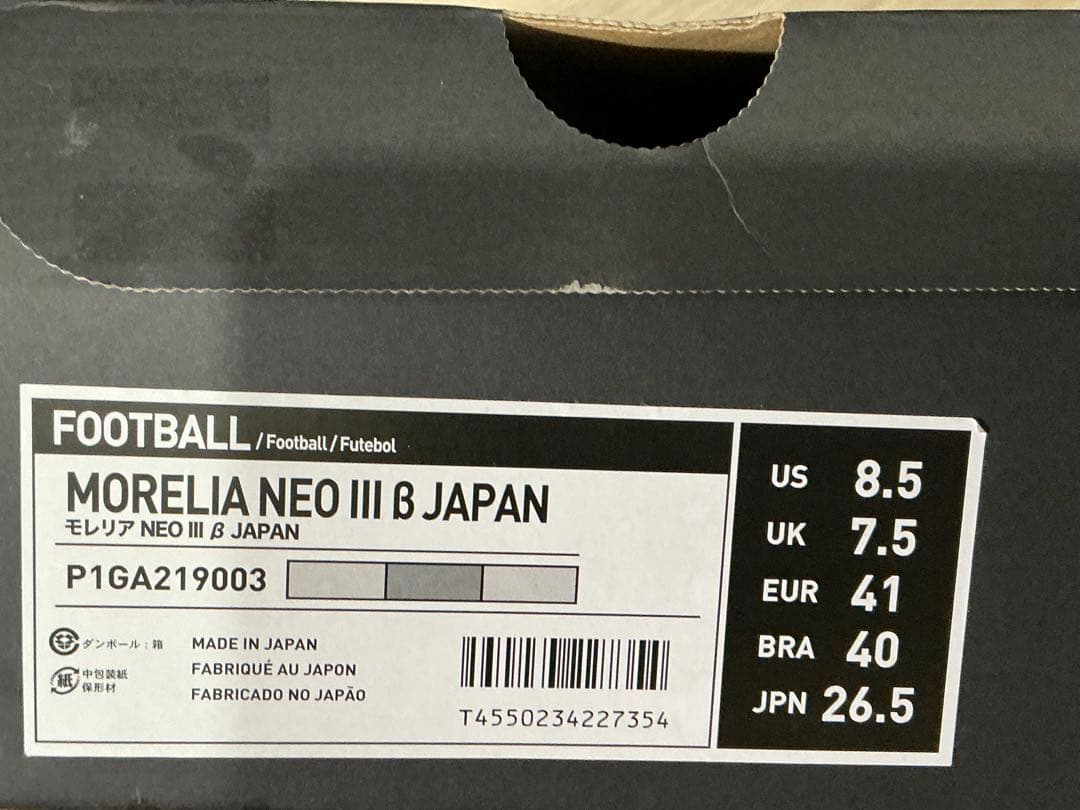 FOOTBALL /Football/Futebol
MORELIA NEO III β JAPAN
モレリア NEO III β JAPAN
P1GA219003
ダンボール：箱
紙 中包装紙
保形材
MADE IN JAPAN
FABRIQUÉ AU JAPON
FABRICADO NO JAPÃO
T4550234227354
US 8.5
UK 7.5
EUR 41
BRA 40
JPN 26.5